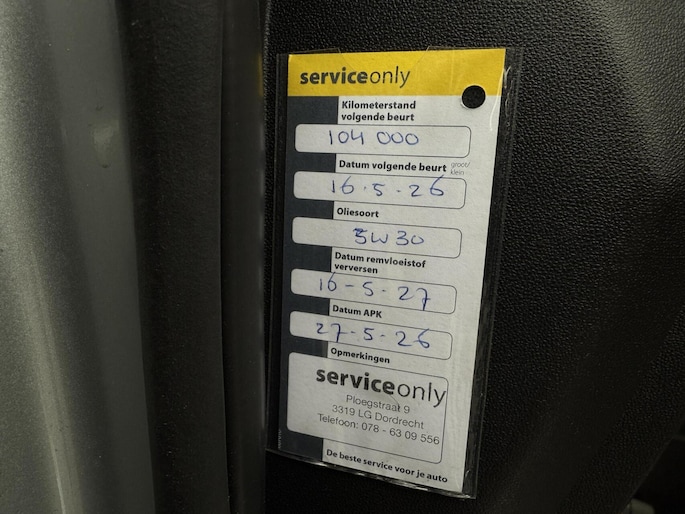 serviceonly
Kilometerstand
volgende beurt
104 000
Datum volgende beurt groot/
klein
16-5-26
Oliesoort
5W30
Datum remvloeistof
verversen
16-5-27
Datum APK
27-5-26
Opmerkingen
serviceonly
Ploegstraat 9
3319 LG Dordrecht
Telefoon: 078 - 63 09 556
De beste service voor je auto